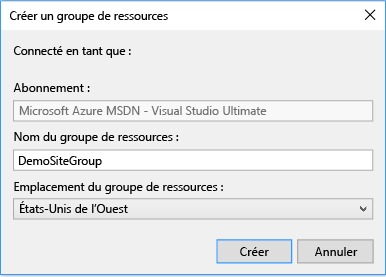 Créer un groupe de ressources
Connecté en tant que :
Abonnement :
Microsoft Azure MSDN - Visual Studio Ultimate
Nom du groupe de ressources :
DemoSiteGroup
Emplacement du groupe de ressources :
États-Unis de l’Ouest
Créer
Annuler